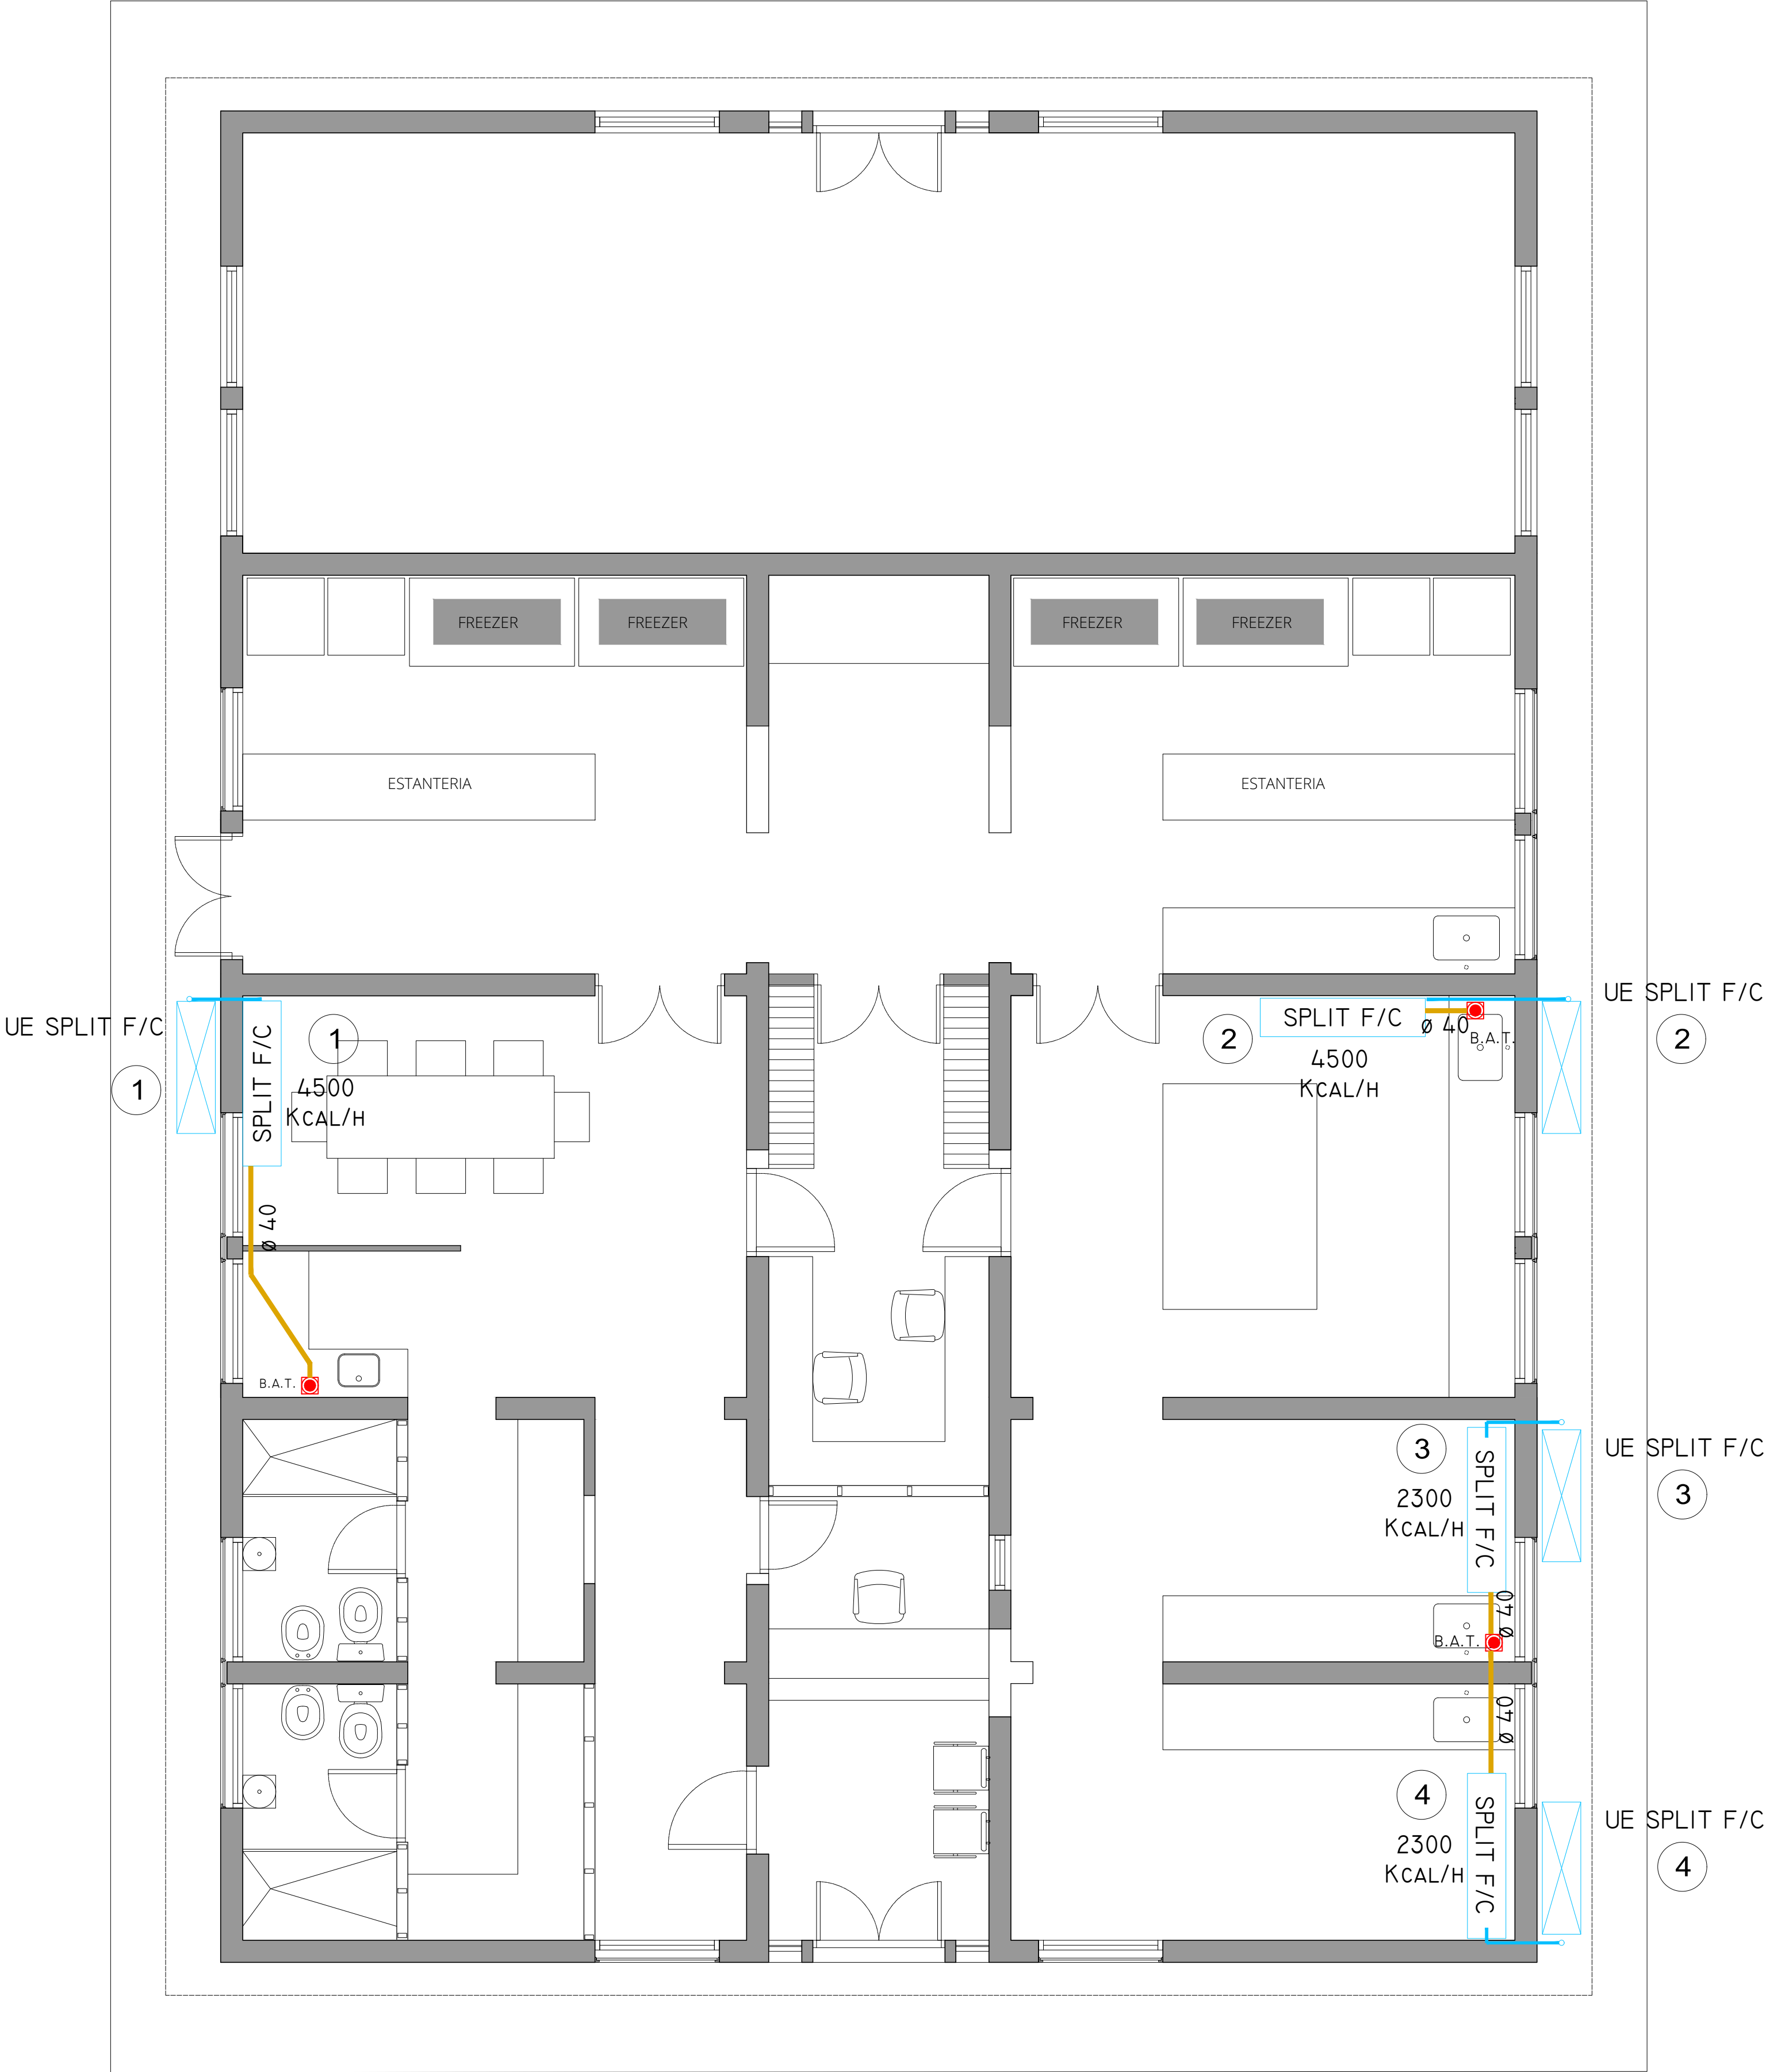 FREEZER
FREEZER
FREEZER
FREEZER
ESTANTERIA
ESTANTERIA
UE SPLIT F/C
1
SPLIT F/C
1
4500
KCAL/H
ø 40
B.A.T.
2
SPLIT F/C
4500
KCAL/H
ø 40
B.A.T.
UE SPLIT F/C
2
3
2300
KCAL/H
SPLIT F/C
ø 40
B.A.T.
UE SPLIT F/C
3
ø 40
4
2300
KCAL/H
SPLIT F/C
UE SPLIT F/C
4